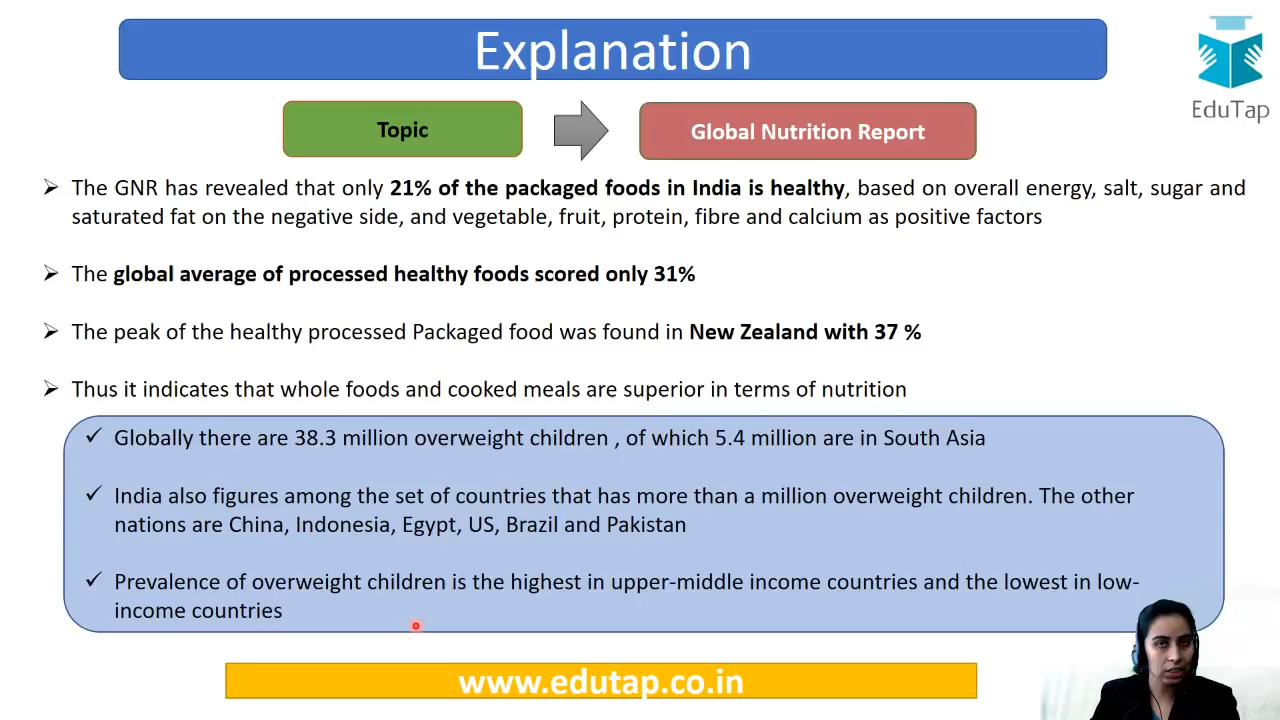 Explanation
EduTap
Topic
Global Nutrition Report
The GNR has revealed that only 21% of the packaged foods in India is healthy, based on overall energy, salt, sugar and
saturated fat on the negative side, and vegetable, fruit, protein, fibre and calcium as positive factors
The global average of processed healthy foods scored only 31%
The peak of the healthy processed Packaged food was found in New Zealand with 37 %
Thus it indicates that whole foods and cooked meals are superior in terms of nutrition
Globally there are 38.3 million overweight children , of which 5.4 million are in South Asia
India also figures among the set of countries that has more than a million overweight children. The other
nations are China, Indonesia, Egypt, US, Brazil and Pakistan
Prevalence of overweight children is the highest in upper-middle income countries and the lowest in low-
income countries
www.edutap.co.in